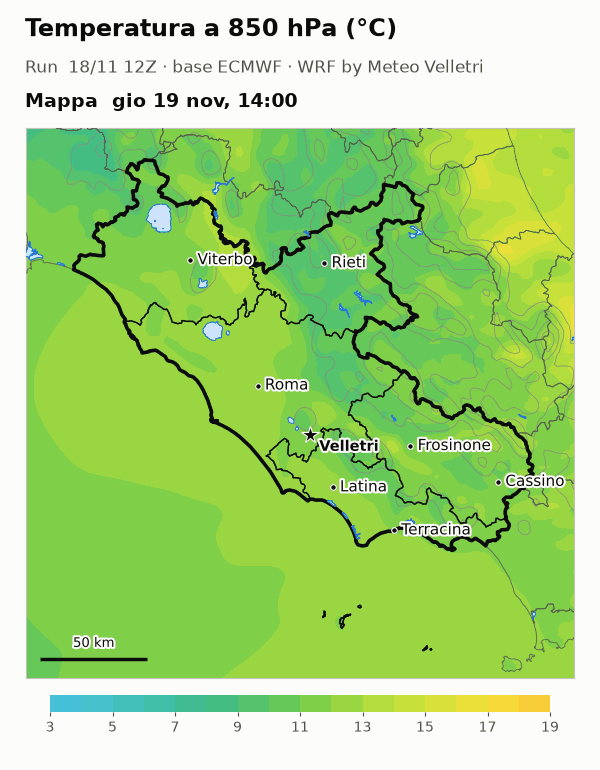 Temperatura a 850 hPa (°C)
Run  18/11 12Z · base ECMWF · WRF by Meteo Velletri
Mappa  gio 19 nov, 14:00
Viterbo
Rieti
Roma
Velletri
Frosinone
Latina
Cassino
Terracina
50 km
3 5 7 9 11 13 15 17 19